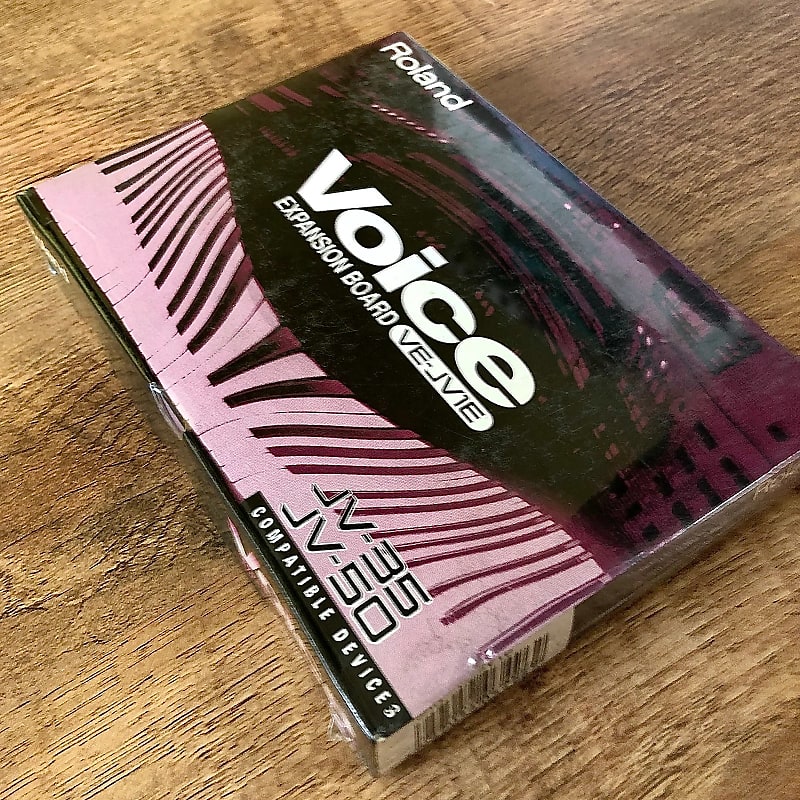 Roland
Voice
EXPANSION BOARD VE-JV1E
JV-35
JV-50
COMPATIBLE DEVICES